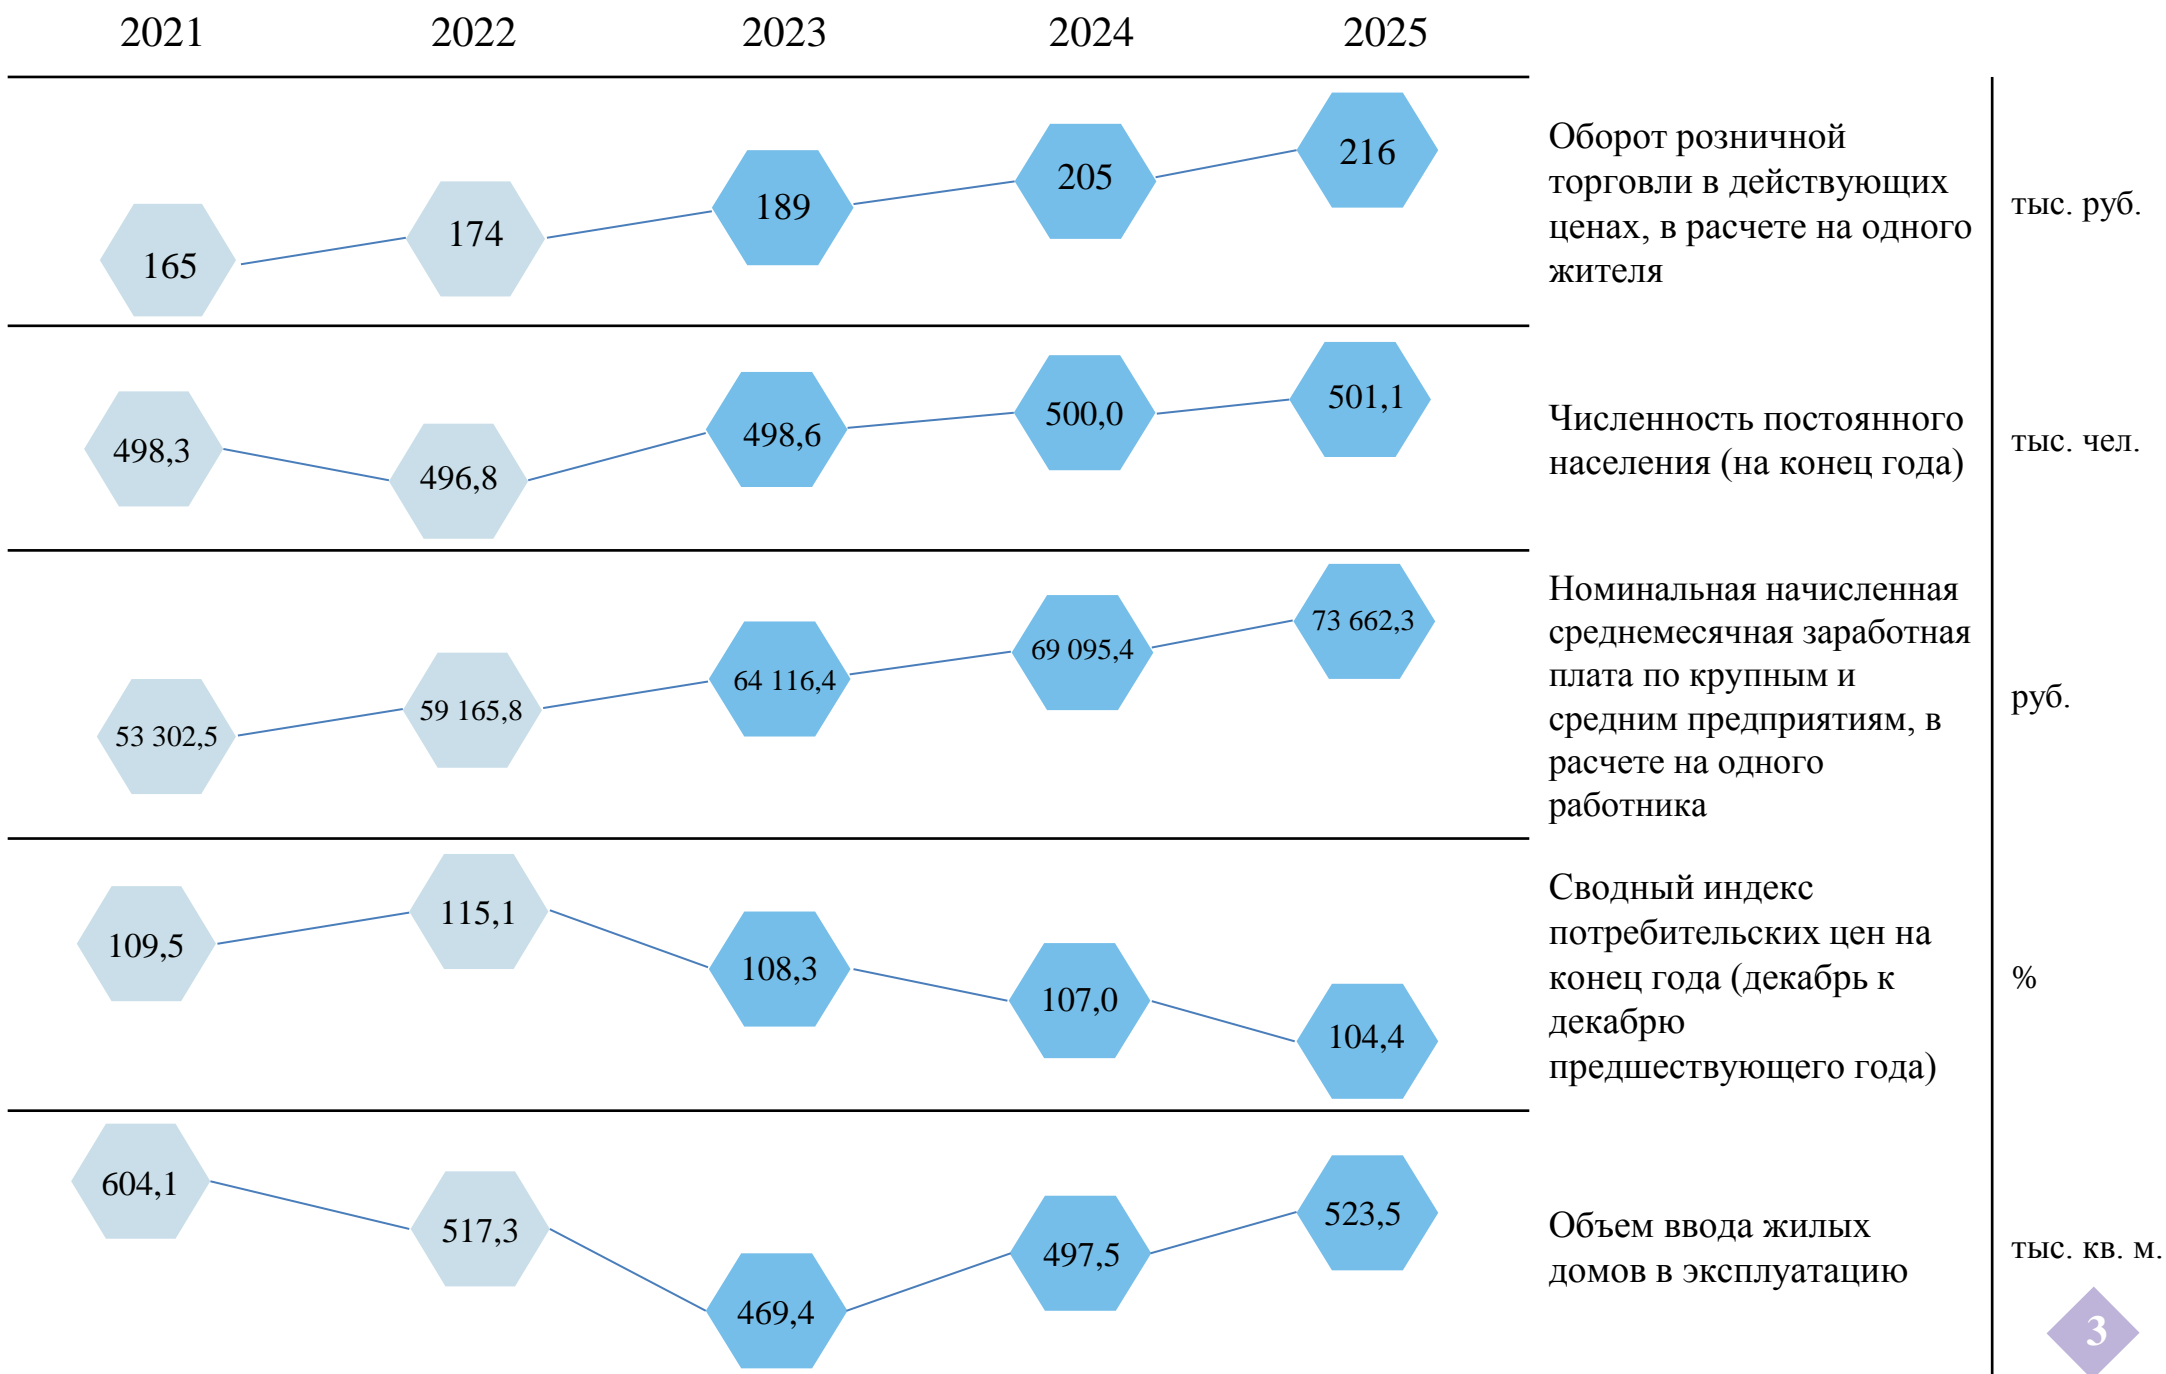 2021 2022 2023 2024 2025
165 174 189 205 216
Оборот розничной
торговли в действующих
ценах, в расчете на одного
жителя
тыс. руб.
498,3 496,8 498,6 500,0 501,1
Численность постоянного
населения (на конец года)
тыс. чел.
53 302,5 59 165,8 64 116,4 69 095,4 73 662,3
Номинальная начисленная
среднемесячная заработная
плата по крупным и
средним предприятиям, в
расчете на одного
работника
руб.
109,5 115,1 108,3 107,0 104,4
Сводный индекс
потребительских цен на
конец года (декабрь к
декабрю
предшествующего года)
%
604,1 517,3 469,4 497,5 523,5
Объем ввода жилых
домов в эксплуатацию
тыс. кв. м.
3